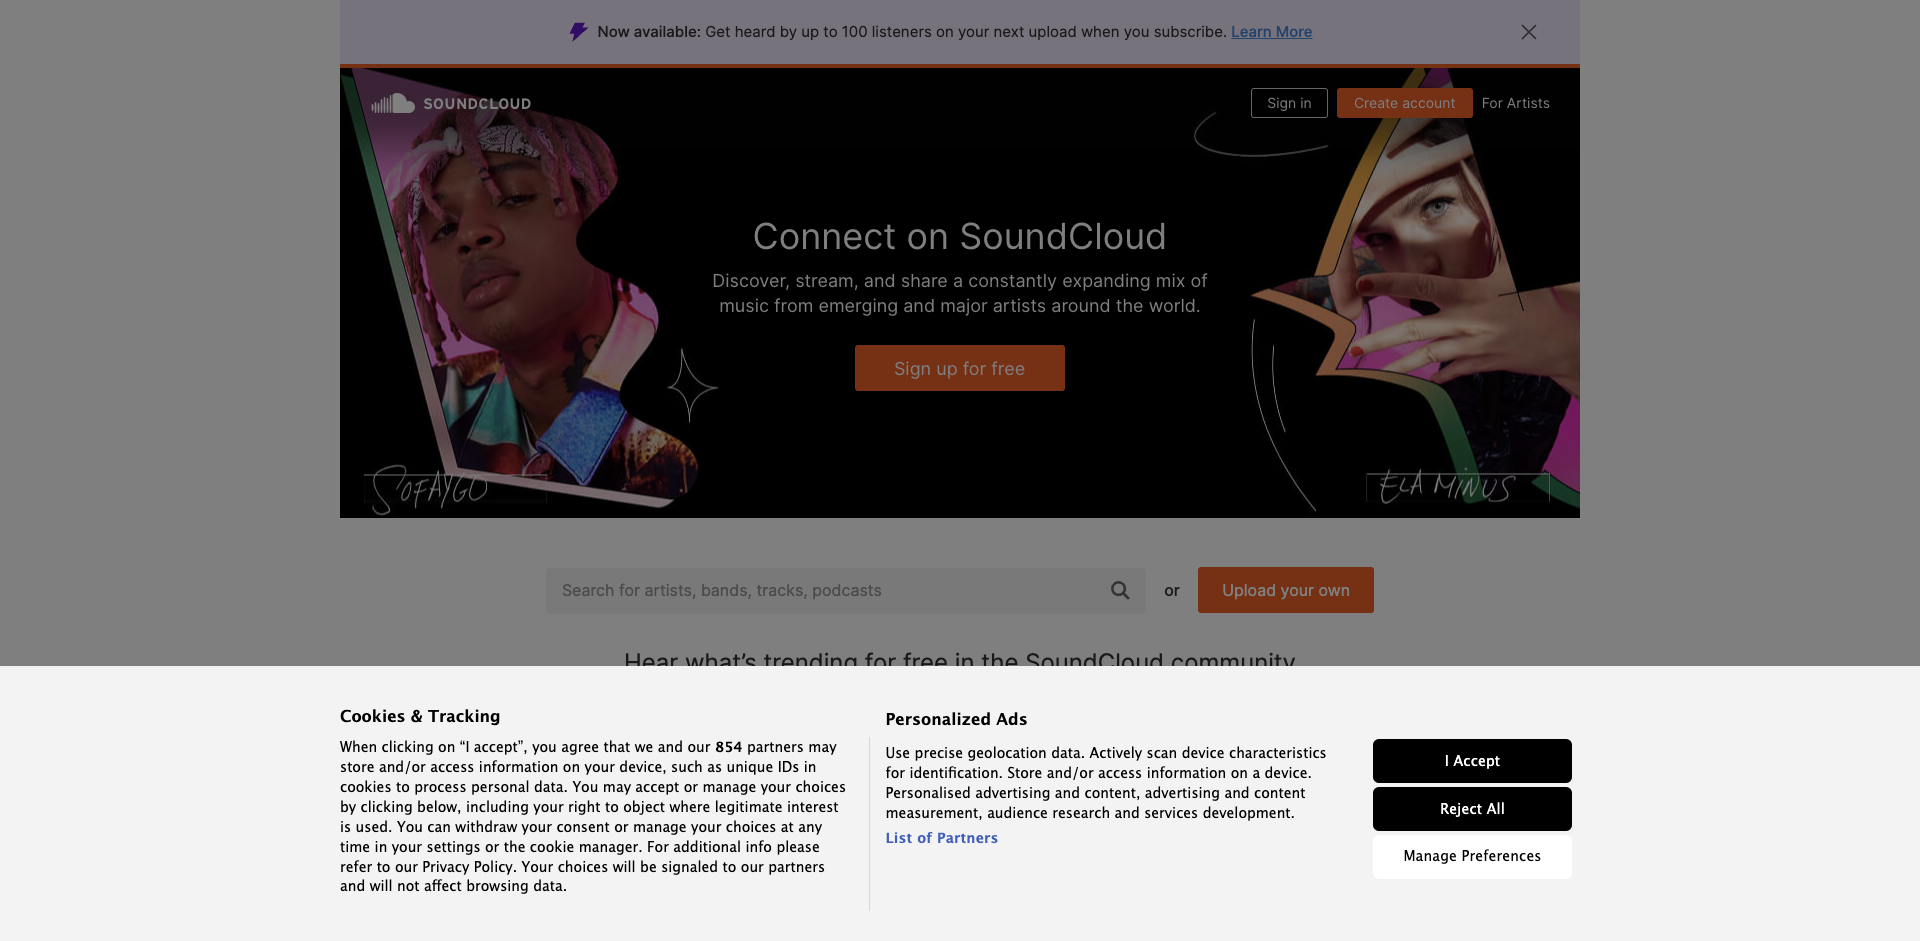 Now available: Get heard by up to 100 listeners on your next upload when you subscribe. Learn More
SOUNDCLOUD
Sign in
Create account
For Artists
Connect on SoundCloud
Discover, stream, and share a constantly expanding mix of
music from emerging and major artists around the world.
Sign up for free
SOFAYGO
ELA MINUS
Search for artists, bands, tracks, podcasts
or
Upload your own
Hear what’s trending for free in the SoundCloud community
Cookies & Tracking
When clicking on “I accept”, you agree that we and our 854 partners may
store and/or access information on your device, such as unique IDs in
cookies to process personal data. You may accept or manage your choices
by clicking below, including your right to object where legitimate interest
is used. You can withdraw your consent or manage your choices at any
time in your settings or the cookie manager. For additional info please
refer to our Privacy Policy. Your choices will be signaled to our partners
and will not affect browsing data.
Personalized Ads
Use precise geolocation data. Actively scan device characteristics
for identification. Store and/or access information on a device.
Personalised advertising and content, advertising and content
measurement, audience research and services development.
List of Partners
I Accept
Reject All
Manage Preferences